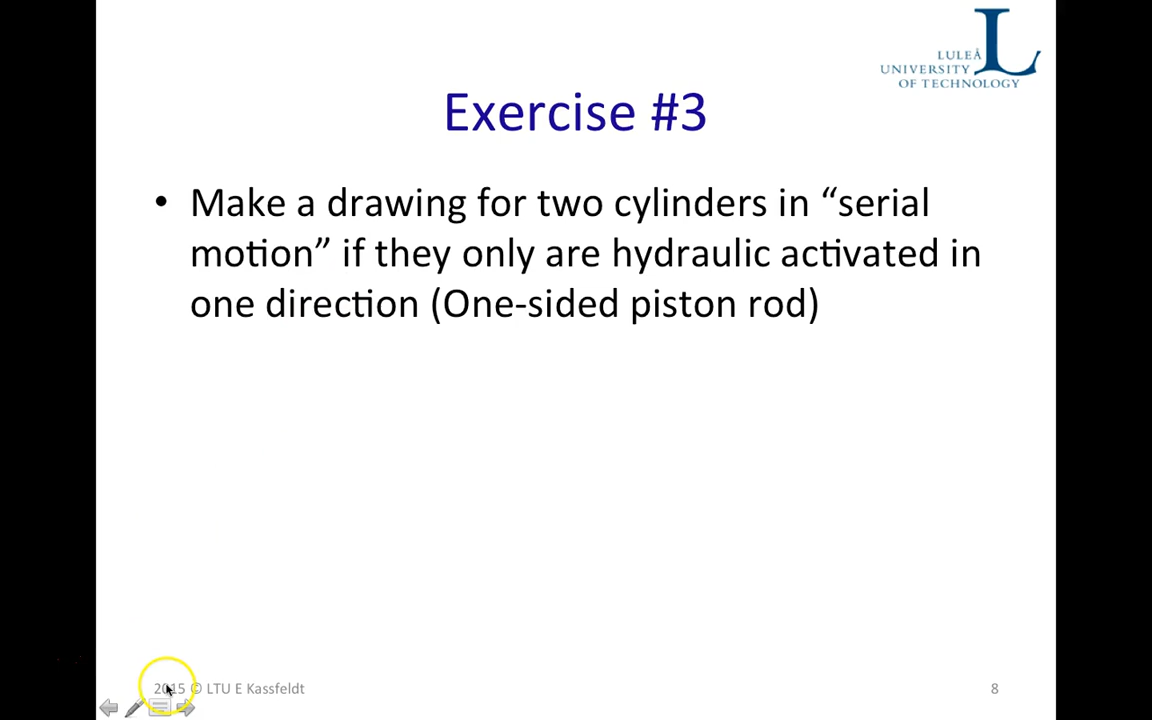 LULEÅ
UNIVERSITY
OF TECHNOLOGY
Exercise #3
• Make a drawing for two cylinders in “serial
motion” if they only are hydraulic activated in
one direction (One-sided piston rod)
2015 © LTU E Kassfeldt
8